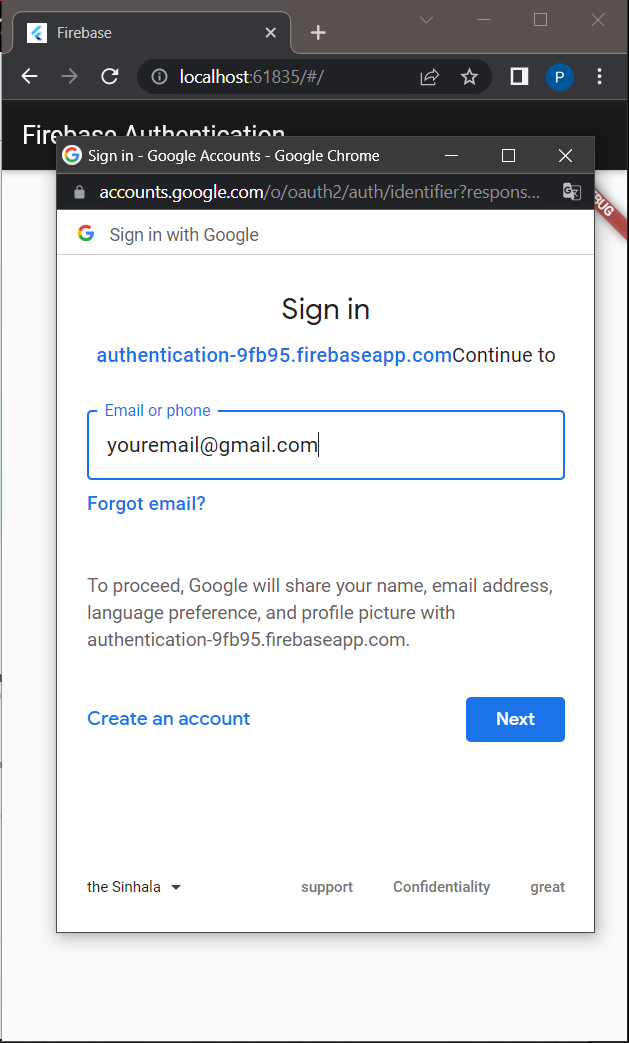 Firebase
localhost:61835/#/
P
Firebase Authentication
Sign in - Google Accounts - Google Chrome
accounts.google.com/o/oauth2/auth/identifier?respons...
Sign in with Google
Sign in
authentication-9fb95.firebaseapp.comContinue to
Email or phone
youremail@gmail.com
Forgot email?
To proceed, Google will share your name, email address,
language preference, and profile picture with
authentication-9fb95.firebaseapp.com.
Create an account
Next
the Sinhala
support
Confidentiality
great